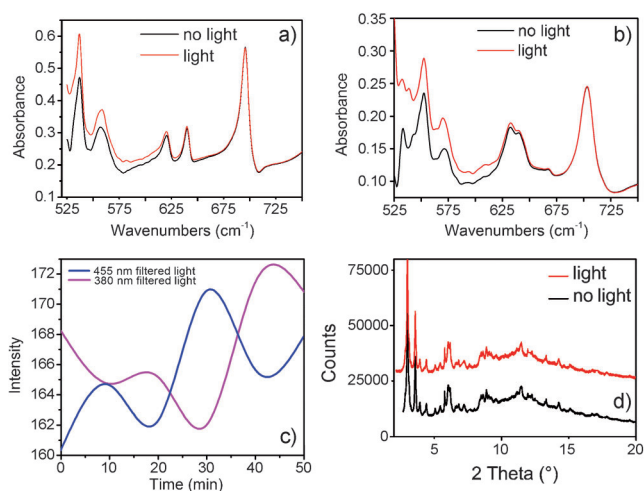 no light
light
a)
0.6
0.5
0.4
0.3
0.2
0.1
Absorbance
525 575 625 675 725
Wavenumbers (cm⁻¹)
no light
light
b)
0.35
0.30
0.25
0.20
0.15
0.10
Absorbance
525 575 625 675 725
Wavenumbers (cm⁻¹)
455 nm filtered light
380 nm filtered light
172
170
168
166
164
162
160
Intensity
c)
0 10 20 30 40 50
Time (min)
light
no light
75000
50000
25000
0
Counts
d)
5 10 15 20
2 Theta (°)